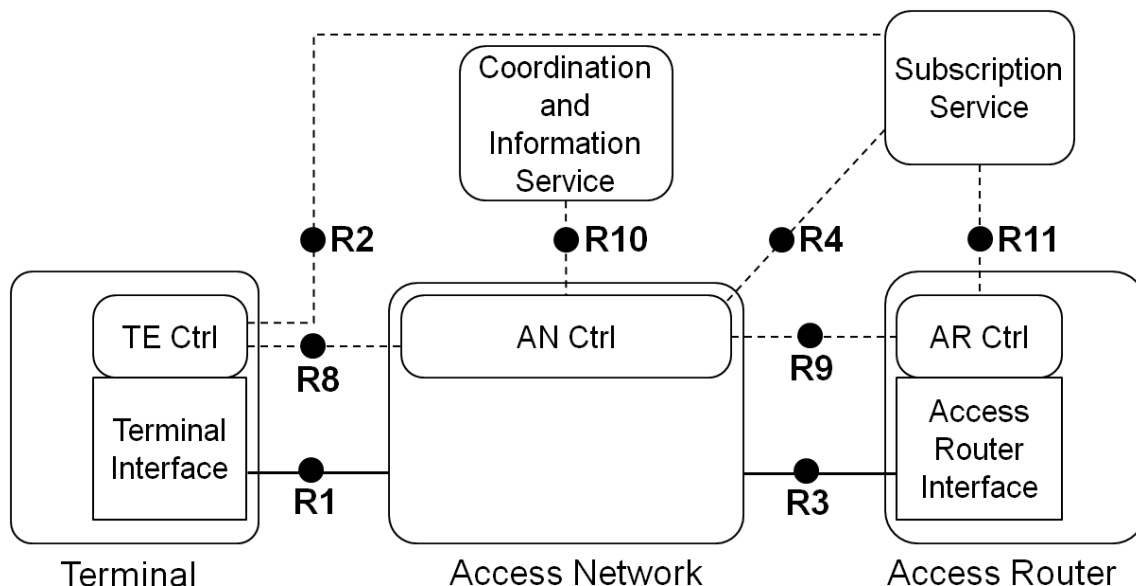 Coordination
and
Information
Service
Subscription
Service
R2
R10
R4
R11
TE Ctrl
AN Ctrl
AR Ctrl
R8
R9
Terminal
Interface
Access
Router
Interface
R1
R3
Terminal
Access Network
Access Router